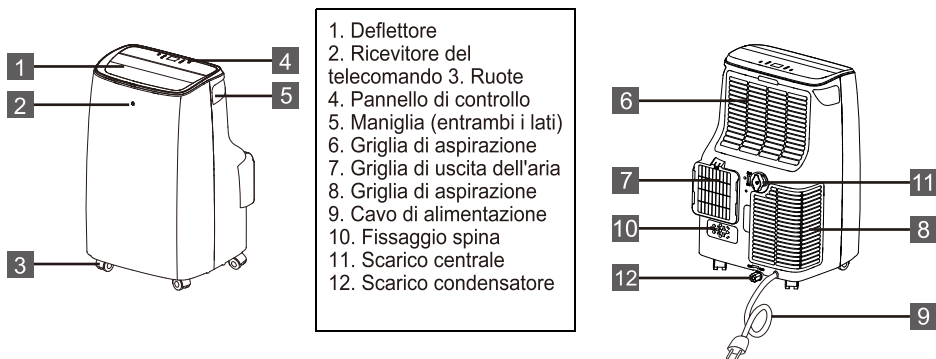 1
2
3
4
5
1. Deflettore
2. Ricevitore del
telecomando 3. Ruote
4. Pannello di controllo
5. Maniglia (entrambi i lati)
6. Griglia di aspirazione
7. Griglia di uscita dell'aria
8. Griglia di aspirazione
9. Cavo di alimentazione
10. Fissaggio spina
11. Scarico centrale
12. Scarico condensatore
6
7
10
12
11
8
9